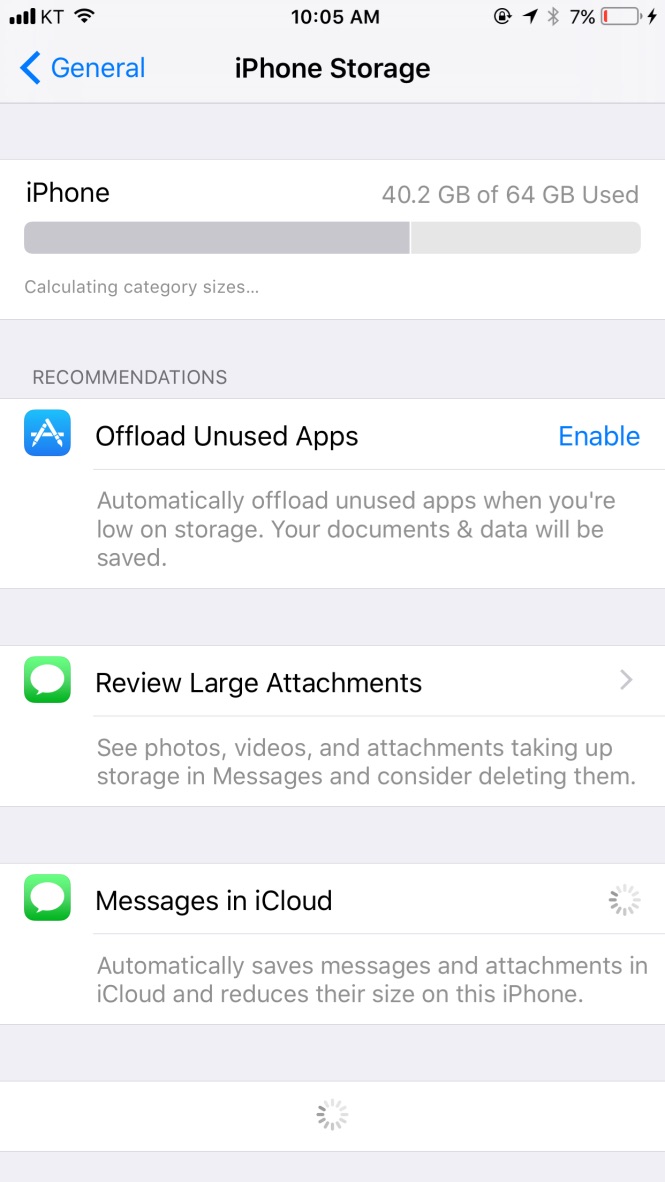 KT 10:05 AM 7%
General iPhone Storage
iPhone 40.2 GB of 64 GB Used
Calculating category sizes...
RECOMMENDATIONS
Offload Unused Apps Enable
Automatically offload unused apps when you're
low on storage. Your documents & data will be
saved.
Review Large Attachments
See photos, videos, and attachments taking up
storage in Messages and consider deleting them.
Messages in iCloud
Automatically saves messages and attachments in
iCloud and reduces their size on this iPhone.